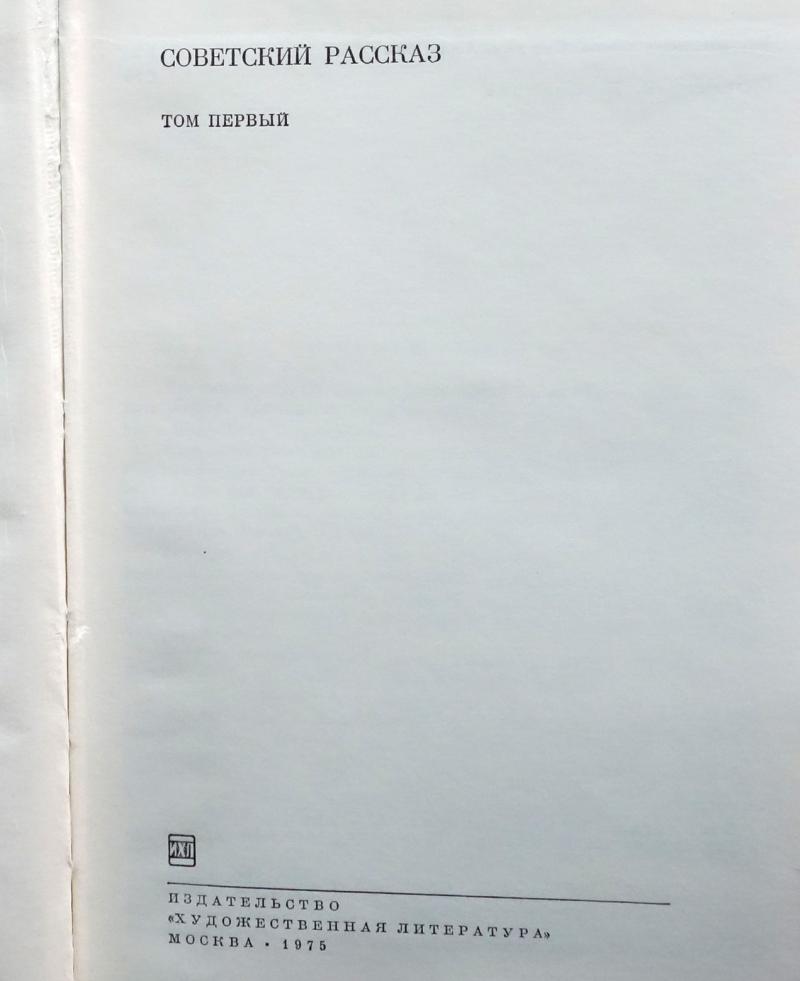 СОВЕТСКИЙ РАССКАЗ
ТОМ ПЕРВЫЙ
ИХЛ
ИЗДАТЕЛЬСТВО
«ХУДОЖЕСТВЕННАЯ ЛИТЕРАТУРА»
МОСКВА · 1975